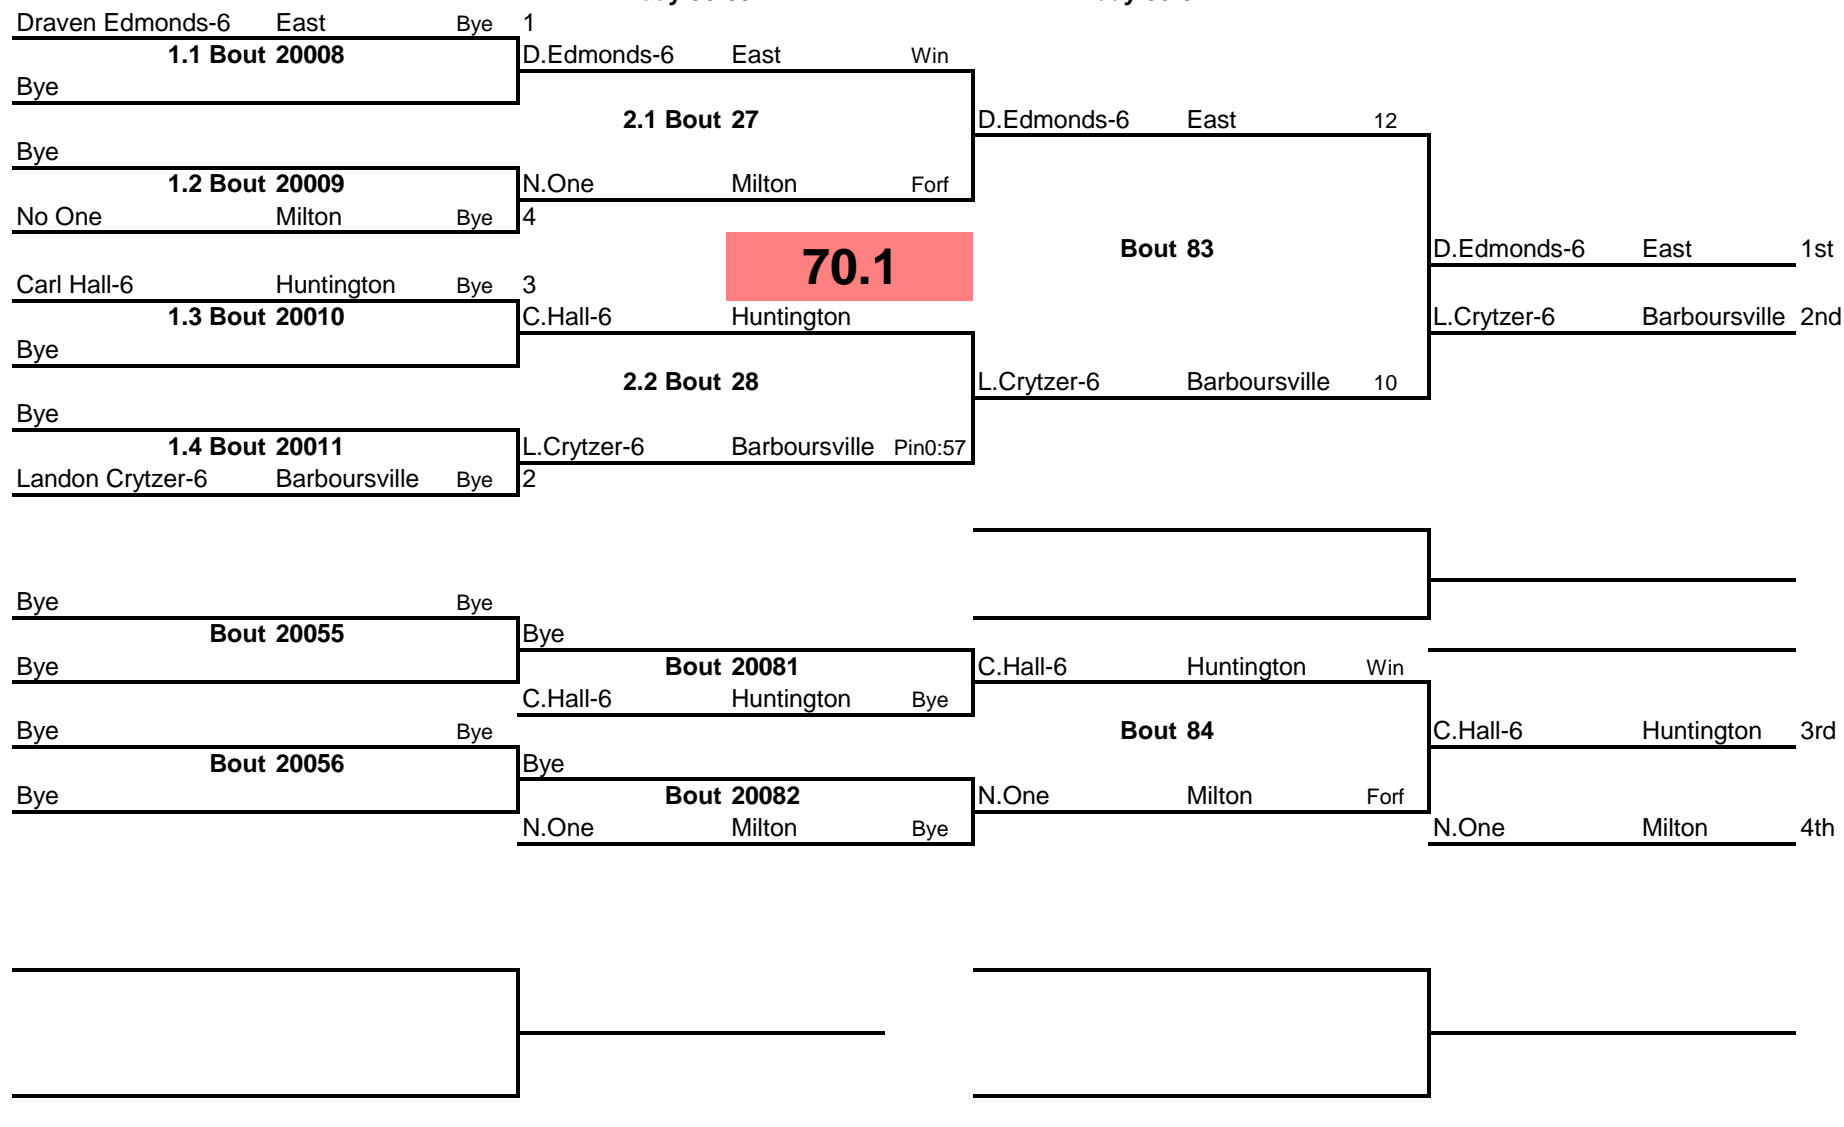 Draven Edmonds-6 East Bye 1
1.1 Bout 20008 D.Edmonds-6 East Win
Bye
2.1 Bout 27 D.Edmonds-6 East 12
Bye
1.2 Bout 20009 N.One Milton Forf
No One Milton Bye 4
70.1 Bout 83 D.Edmonds-6 East 1st
Carl Hall-6 Huntington Bye 3
1.3 Bout 20010 C.Hall-6 Huntington L.Crytzer-6 Barboursville 2nd
Bye
2.2 Bout 28 L.Crytzer-6 Barboursville 10
Bye
1.4 Bout 20011 L.Crytzer-6 Barboursville Pin0:57
Landon Crytzer-6 Barboursville Bye 2
Bye Bye
Bout 20055 Bye
Bye Bout 20081 C.Hall-6 Huntington Win
C.Hall-6 Huntington Bye
Bye Bye Bout 84 C.Hall-6 Huntington 3rd
Bout 20056 Bye
Bye Bout 20082 N.One Milton Forf
N.One Milton Bye N.One Milton 4th